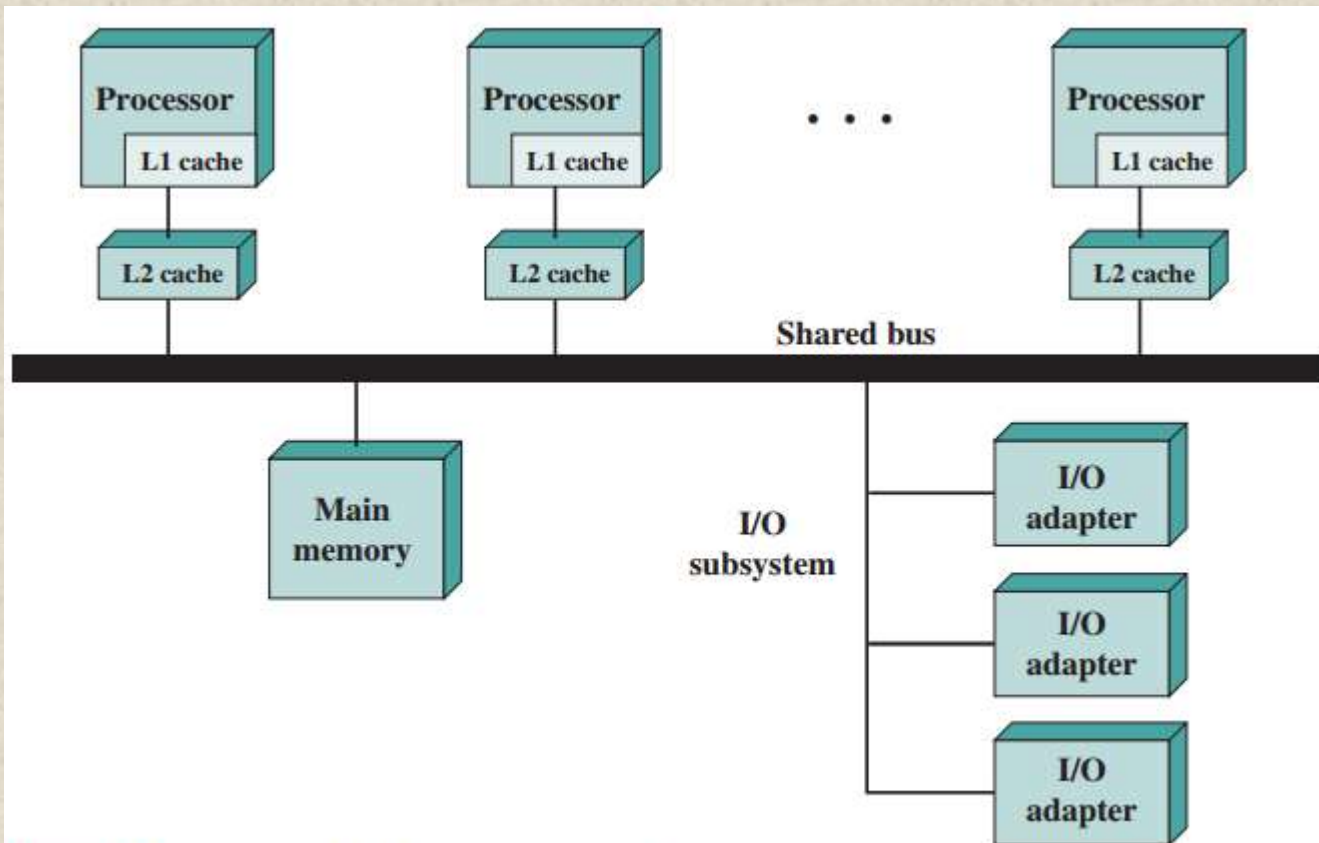 Processor
L1 cache
L2 cache
Processor
L1 cache
L2 cache
. . .
Processor
L1 cache
L2 cache
Shared bus
Main
memory
I/O
subsystem
I/O
adapter
I/O
adapter
I/O
adapter